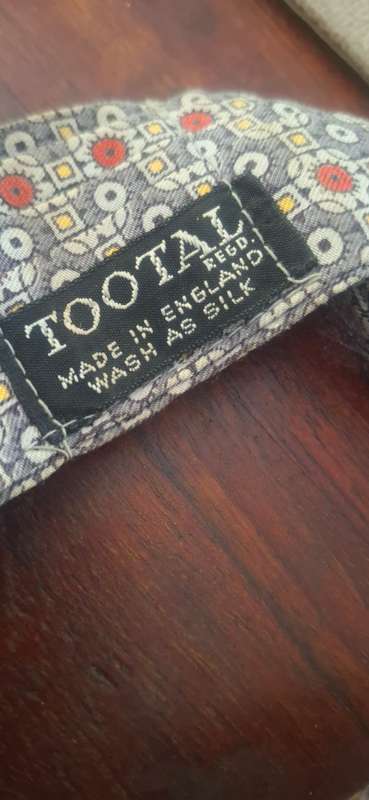 TOOTAL
REGD.
MADE IN ENGLAND
WASH AS SILK